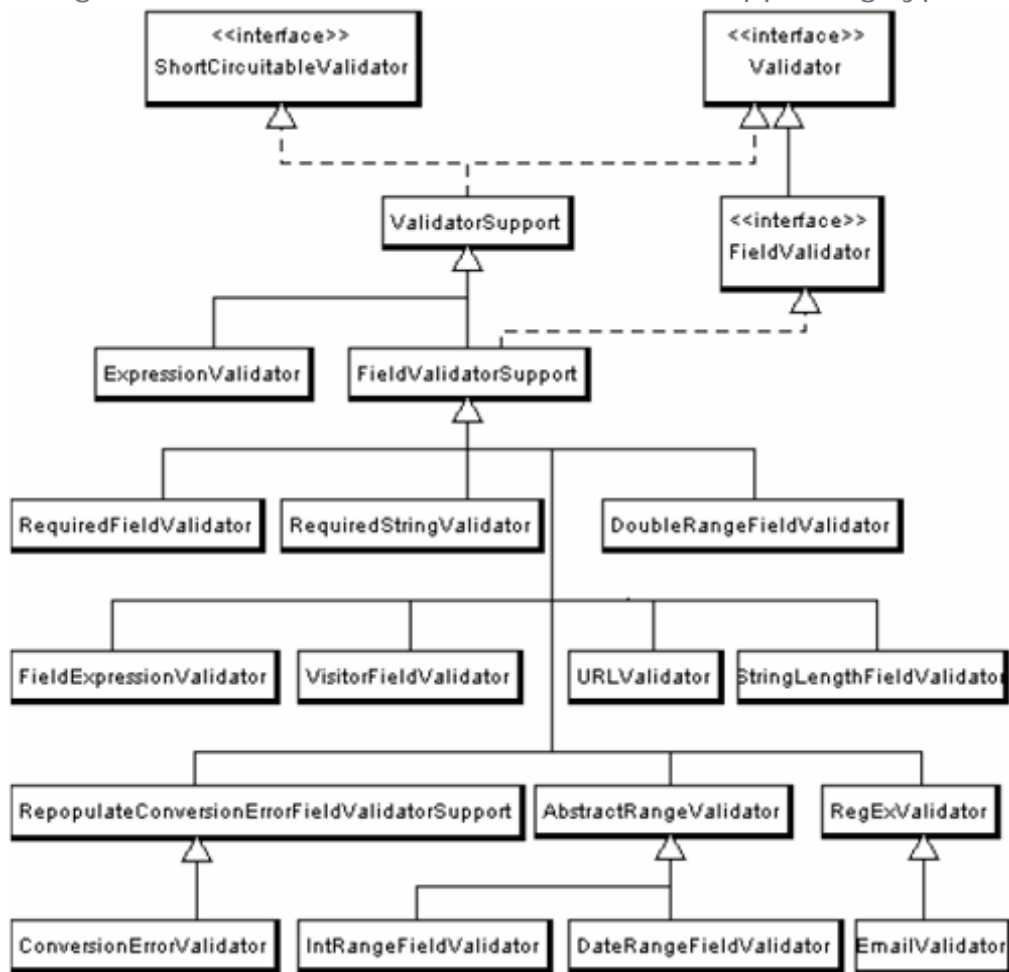 <<interface>>
ShortCircuitableValidator
<<interface>>
Validator
ValidatorSupport
<<interface>>
FieldValidator
ExpressionValidator
FieldValidatorSupport
RequiredFieldValidator
RequiredStringValidator
DoubleRangeFieldValidator
FieldExpressionValidator
VisitorFieldValidator
URLValidator
StringLengthFieldValidator
RepopulateConversionErrorFieldValidatorSupport
AbstractRangeValidator
RegExValidator
ConversionErrorValidator
IntRangeFieldValidator
DateRangeFieldValidator
EmailValidator